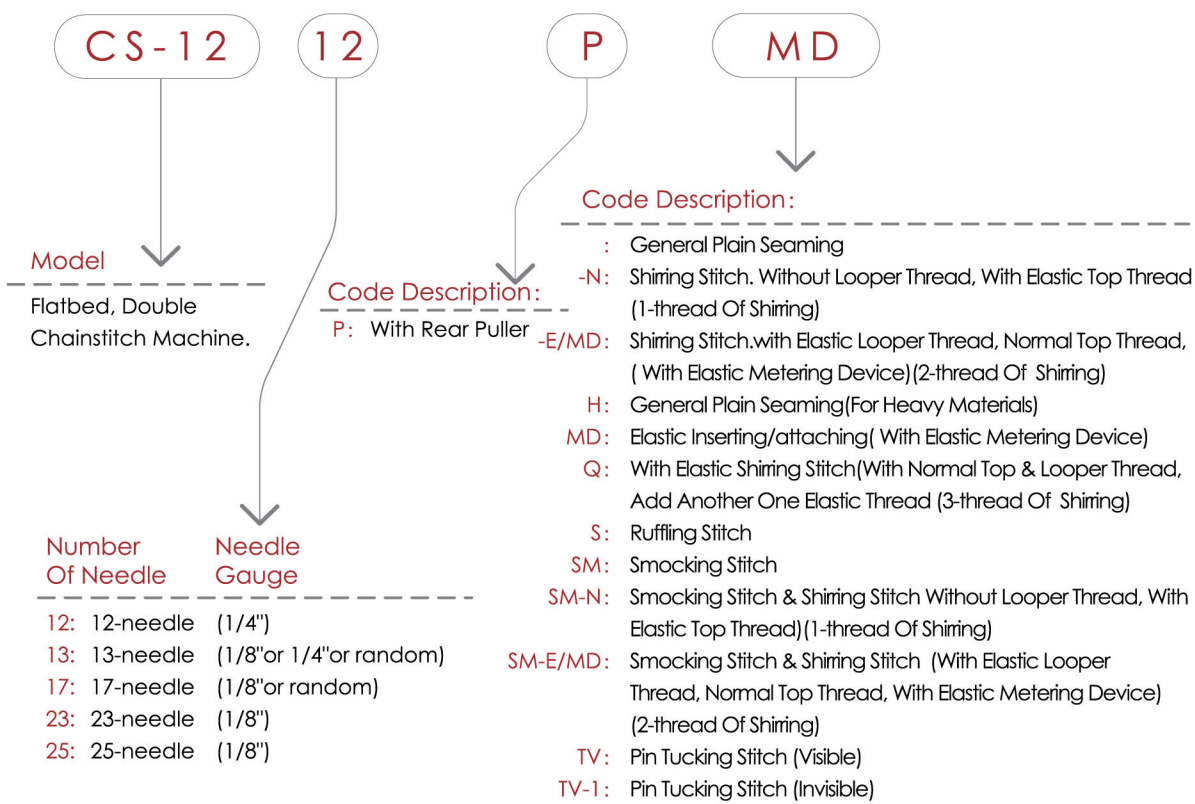 CS-12 12 P MD
Model
Flatbed, Double
Chainstitch Machine.
Number Needle
Of Needle Gauge
12: 12-needle (1/4")
13: 13-needle (1/8"or 1/4"or random)
17: 17-needle (1/8"or random)
23: 23-needle (1/8")
25: 25-needle (1/8")
Code Description:
P: With Rear Puller
Code Description:
: General Plain Seaming
-N: Shirring Stitch. Without Looper Thread, With Elastic Top Thread
(1-thread Of Shirring)
-E/MD: Shirring Stitch.with Elastic Looper Thread, Normal Top Thread,
( With Elastic Metering Device)(2-thread Of Shirring)
H: General Plain Seaming(For Heavy Materials)
MD: Elastic Inserting/attaching( With Elastic Metering Device)
Q: With Elastic Shirring Stitch(With Normal Top & Looper Thread,
Add Another One Elastic Thread (3-thread Of Shirring)
S: Ruffling Stitch
SM: Smocking Stitch
SM-N: Smocking Stitch & Shirring Stitch Without Looper Thread, With
Elastic Top Thread)(1-thread Of Shirring)
SM-E/MD: Smocking Stitch & Shirring Stitch (With Elastic Looper
Thread, Normal Top Thread, With Elastic Metering Device)
(2-thread Of Shirring)
TV: Pin Tucking Stitch (Visible)
TV-1: Pin Tucking Stitch (Invisible)